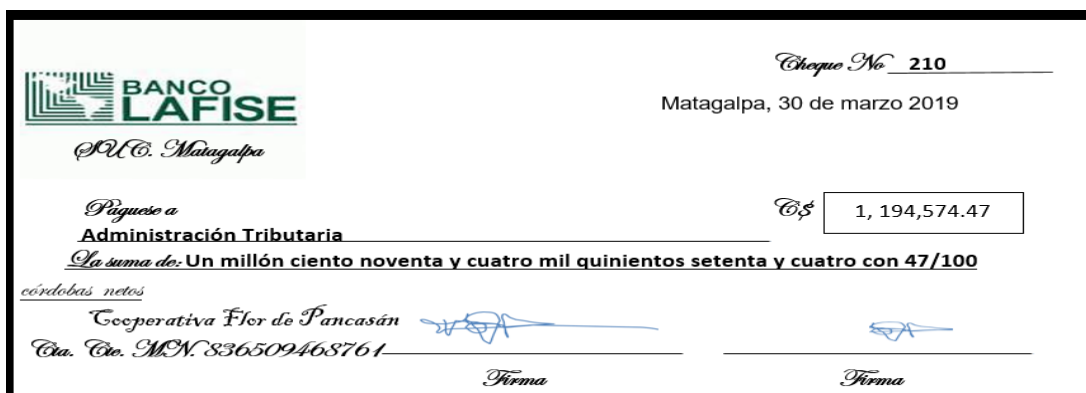 Cheque No 210
BANCO
LAFISE
Matagalpa, 30 de marzo 2019
SUC. Matagalpa
Páguese a
C$ 1, 194,574.47
Administración Tributaria
La suma de: Un millón ciento noventa y cuatro mil quinientos setenta y cuatro con 47/100
córdobas netos
Cooperativa Flor de Pancasán
Cta. Cte. MN. 836509468761
Firma Firma